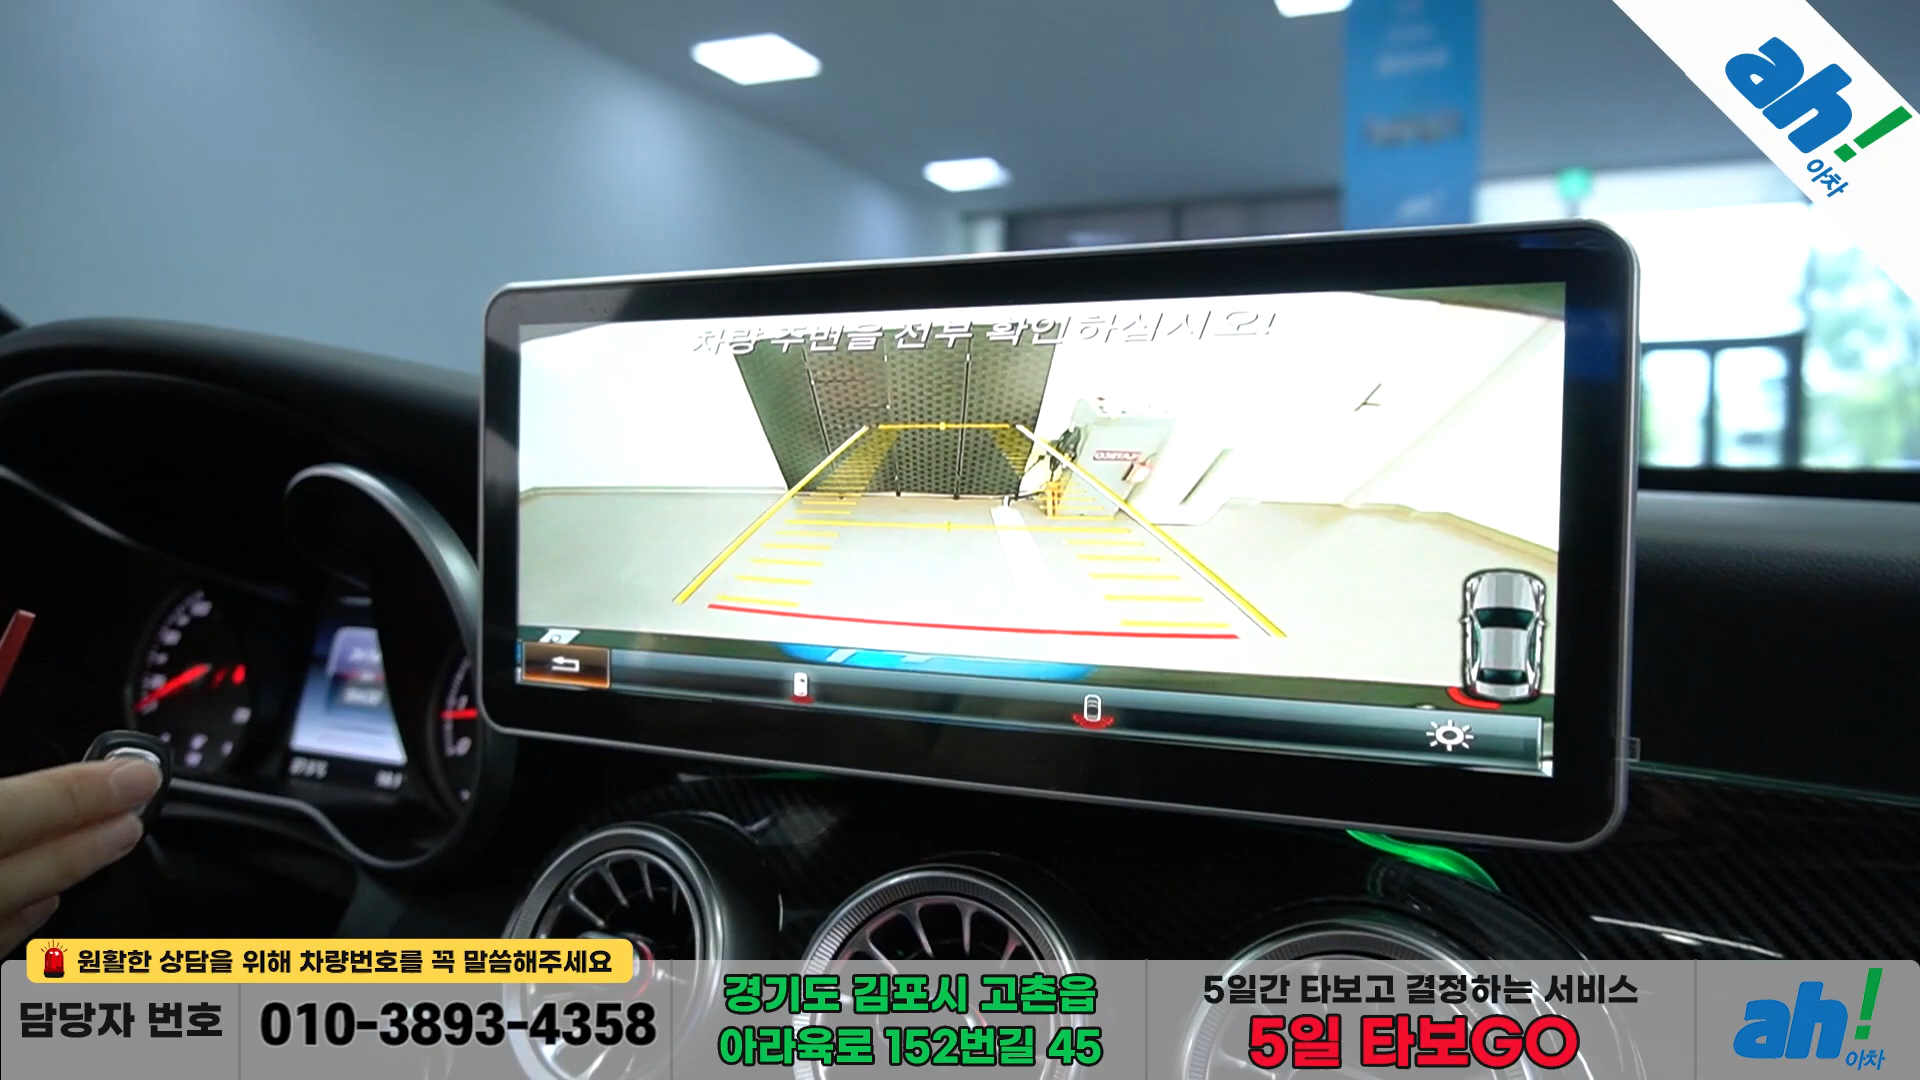 ah!
아차
차량 주변을 전부 확인하십시오!
원활한 상담을 위해 차량번호를 꼭 말씀해주세요
담당자 번호
010-3893-4358
경기도 김포시 고촌읍
아라육로 152번길 45
5일간 타보고 결정하는 서비스
5일 타보GO
ah!
아차